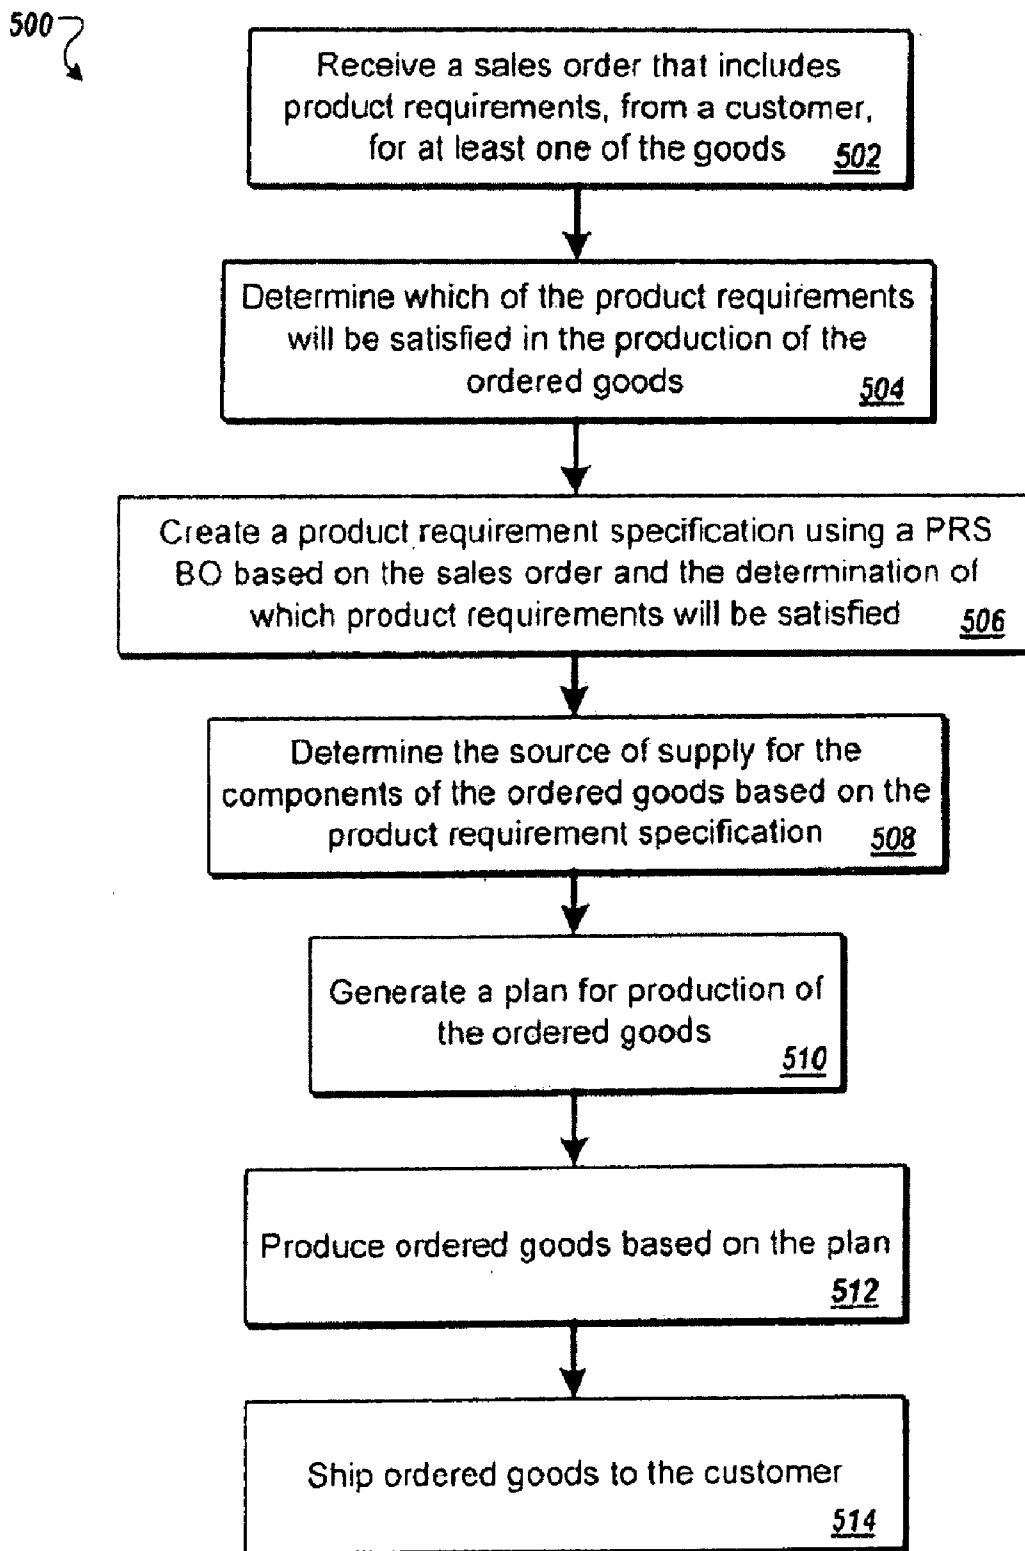 500
Receive a sales order that includes
product requirements, from a customer,
for at least one of the goods 502
Determine which of the product requirements
will be satisfied in the production of the
ordered goods 504
Create a product requirement specification using a PRS
BO based on the sales order and the determination of
which product requirements will be satisfied 506
Determine the source of supply for the
components of the ordered goods based on the
product requirement specification 508
Generate a plan for production of
the ordered goods
510
Produce ordered goods based on the plan
512
Ship ordered goods to the customer
514